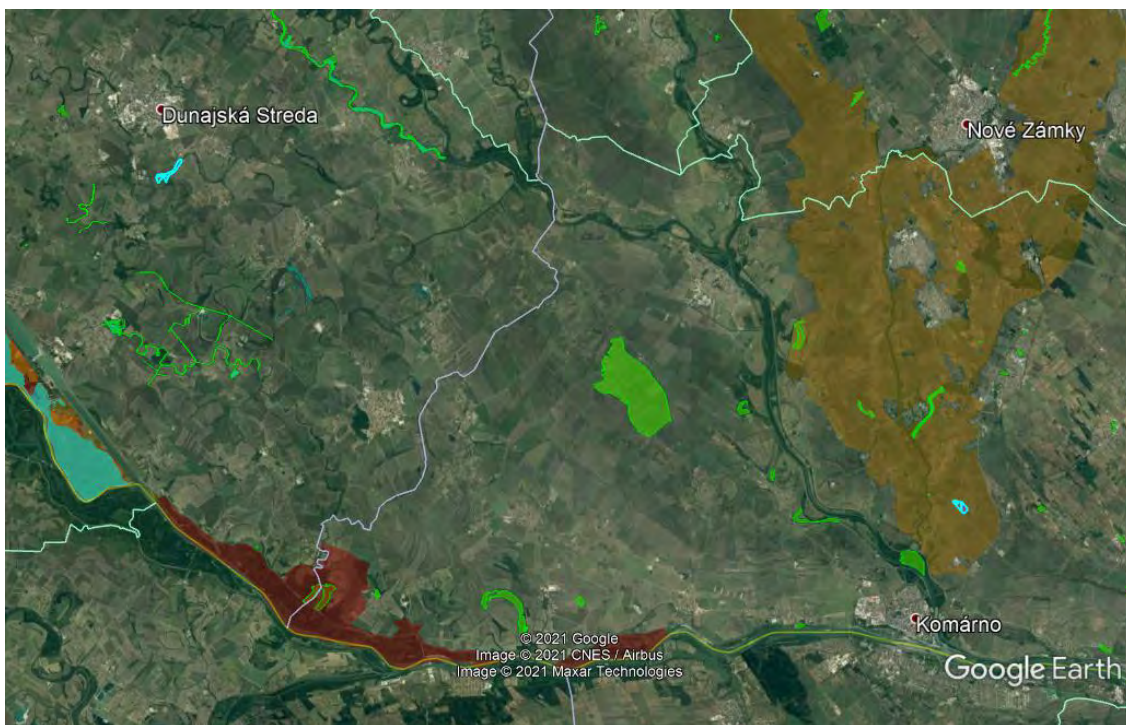 Dunajská Streda
Nové Zámky
Komárno
© 2021 Google
Image © 2021 CNES / Airbus
Image © 2021 Maxar Technologies
Google Earth